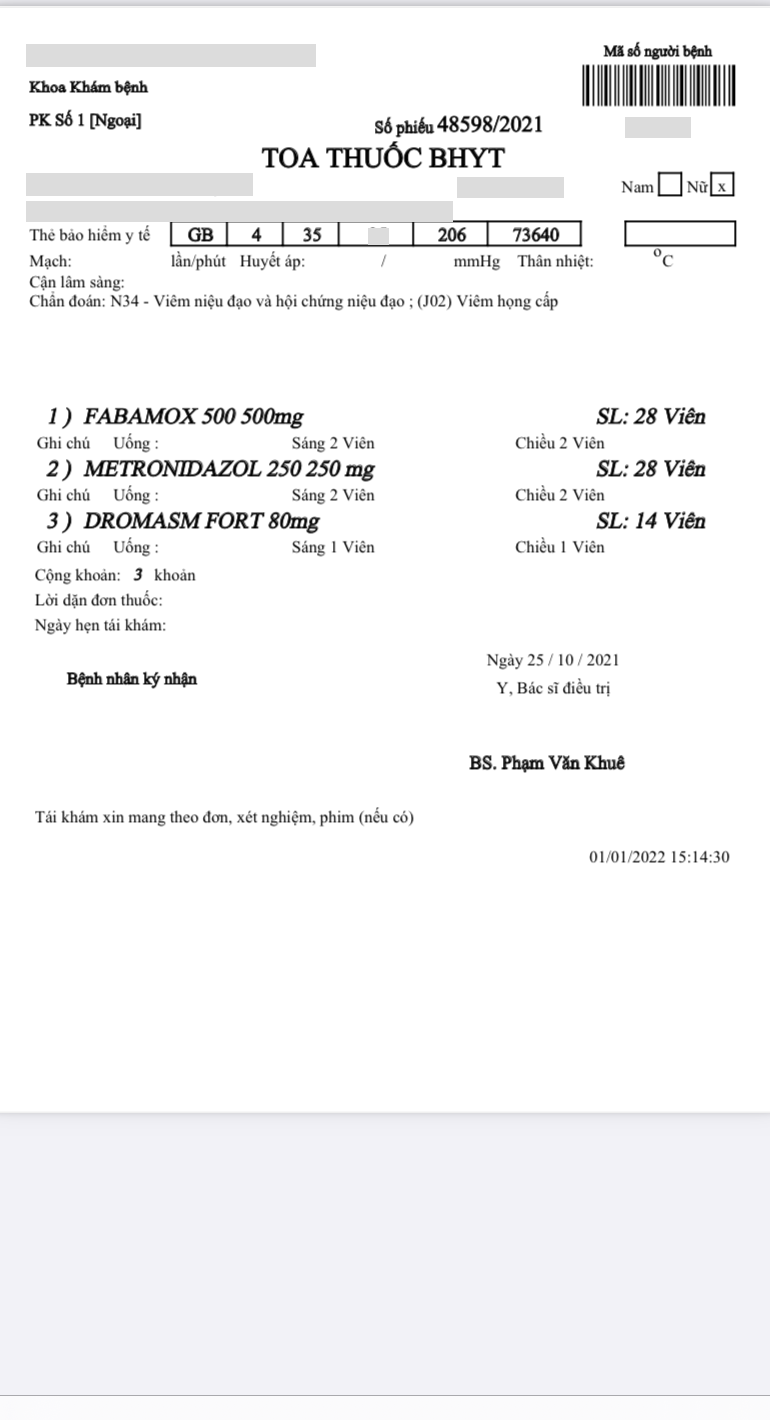 Mã số người bệnh
Khoa Khám bệnh
PK Số 1 [Ngoại]
Số phiếu 48598/2021
TOA THUỐC BHYT
Nam Nữ x
Thẻ bảo hiểm y tế GB 4 35 206 73640
Mạch: lần/phút Huyết áp: / mmHg Thân nhiệt: °C
Cận lâm sàng:
Chẩn đoán: N34 - Viêm niệu đạo và hội chứng niệu đạo ; (J02) Viêm họng cấp
1 ) FABAMOX 500 500mg SL: 28 Viên
Ghi chú Uống : Sáng 2 Viên Chiều 2 Viên
2 ) METRONIDAZOL 250 250 mg SL: 28 Viên
Ghi chú Uống : Sáng 2 Viên Chiều 2 Viên
3 ) DROMASM FORT 80mg SL: 14 Viên
Ghi chú Uống : Sáng 1 Viên Chiều 1 Viên
Cộng khoản: 3 khoản
Lời dặn đơn thuốc:
Ngày hẹn tái khám:
Ngày 25 / 10 / 2021
Bệnh nhân ký nhận
Y, Bác sĩ điều trị
BS. Phạm Văn Khuê
Tái khám xin mang theo đơn, xét nghiệm, phim (nếu có)
01/01/2022 15:14:30